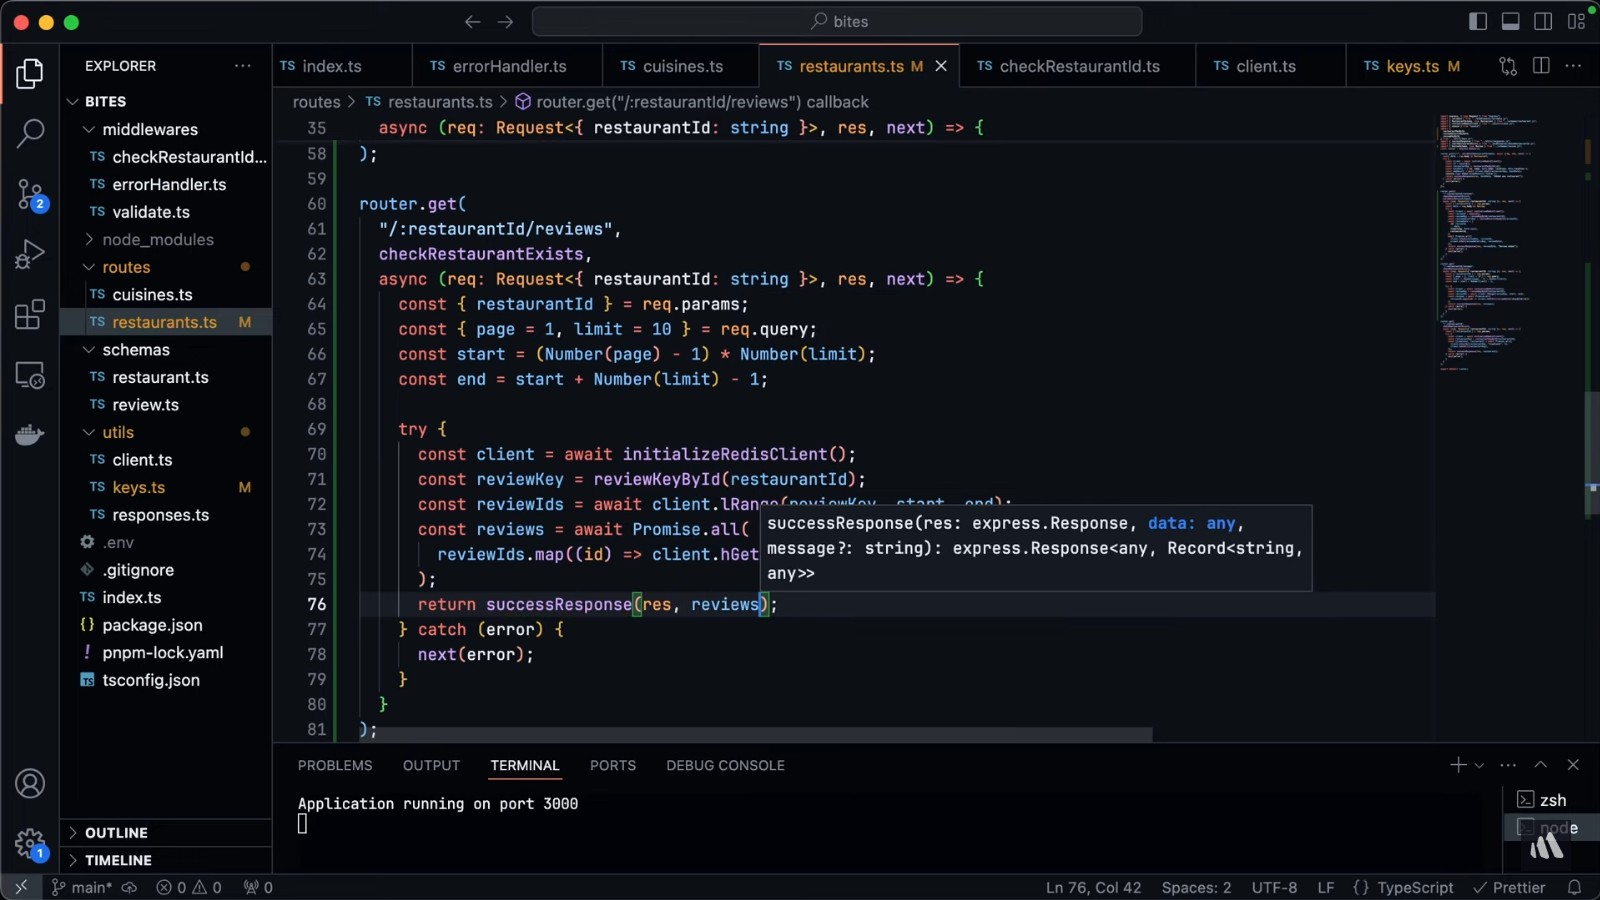 bites
EXPLORER
BITES
middlewares
TS checkRestaurantId...
TS errorHandler.ts
TS validate.ts
node_modules
routes
TS cuisines.ts
TS restaurants.ts M
schemas
TS restaurant.ts
TS review.ts
utils
TS client.ts
TS keys.ts M
TS responses.ts
.env
.gitignore
TS index.ts
{} package.json
! pnpm-lock.yaml
TS tsconfig.json
OUTLINE
TIMELINE
2
1
TS index.ts
TS errorHandler.ts
TS cuisines.ts
TS restaurants.ts M
TS checkRestaurantId.ts
TS client.ts
TS keys.ts M
routes > TS restaurants.ts > router.get("/:restaurantId/reviews") callback
35 async (req: Request<{ restaurantId: string }>, res, next) => {
58 );
59
60 router.get(
61 "/:restaurantId/reviews",
62 checkRestaurantExists,
63 async (req: Request<{ restaurantId: string }>, res, next) => {
64 const { restaurantId } = req.params;
65 const { page = 1, limit = 10 } = req.query;
66 const start = (Number(page) - 1) * Number(limit);
67 const end = start + Number(limit) - 1;
68
69 try {
70 const client = await initializeRedisClient();
71 const reviewKey = reviewKeyById(restaurantId);
72 const reviewIds = await client.lRange(reviewKey, start, end);
73 const reviews = await Promise.all(
74 reviewIds.map((id) => client.hGet
75 );
76 return successResponse(res, reviews);
77 } catch (error) {
78 next(error);
79 }
80 }
81 );
successResponse(res: express.Response, data: any,
message?: string): express.Response<any, Record<string,
any>>
PROBLEMS OUTPUT TERMINAL PORTS DEBUG CONSOLE
Application running on port 3000
zsh
node
main* 0 0 0
Ln 76, Col 42 Spaces: 2 UTF-8 LF {} TypeScript Prettier